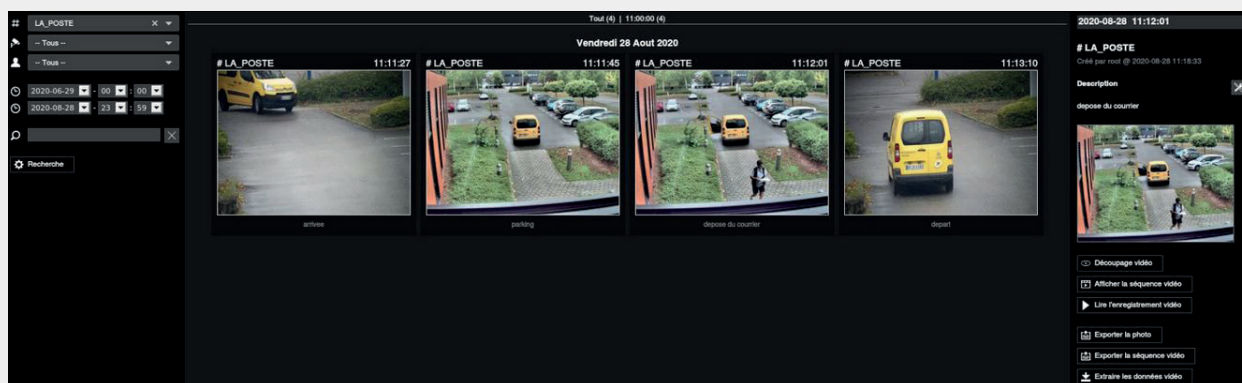 # LA_POSTE
-- Tous --
-- Tous --
2020-06-29 - 00 : 00
2020-08-28 - 23 : 59
Recherche
Tout (4) | 11:00:00 (4)
Vendredi 28 Aout 2020
# LA_POSTE 11:11:27
arrivee
# LA_POSTE 11:11:45
parking
# LA_POSTE 11:12:01
depose du courrier
# LA_POSTE 11:13:10
depart
2020-08-28 11:12:01
# LA_POSTE
Créé par root @ 2020-08-28 11:18:33
Description
depose du courrier
Découpage vidéo
Afficher la séquence vidéo
Lire l'enregistrement vidéo
Exporter la photo
Exporter la séquence vidéo
Extraire les données vidéo